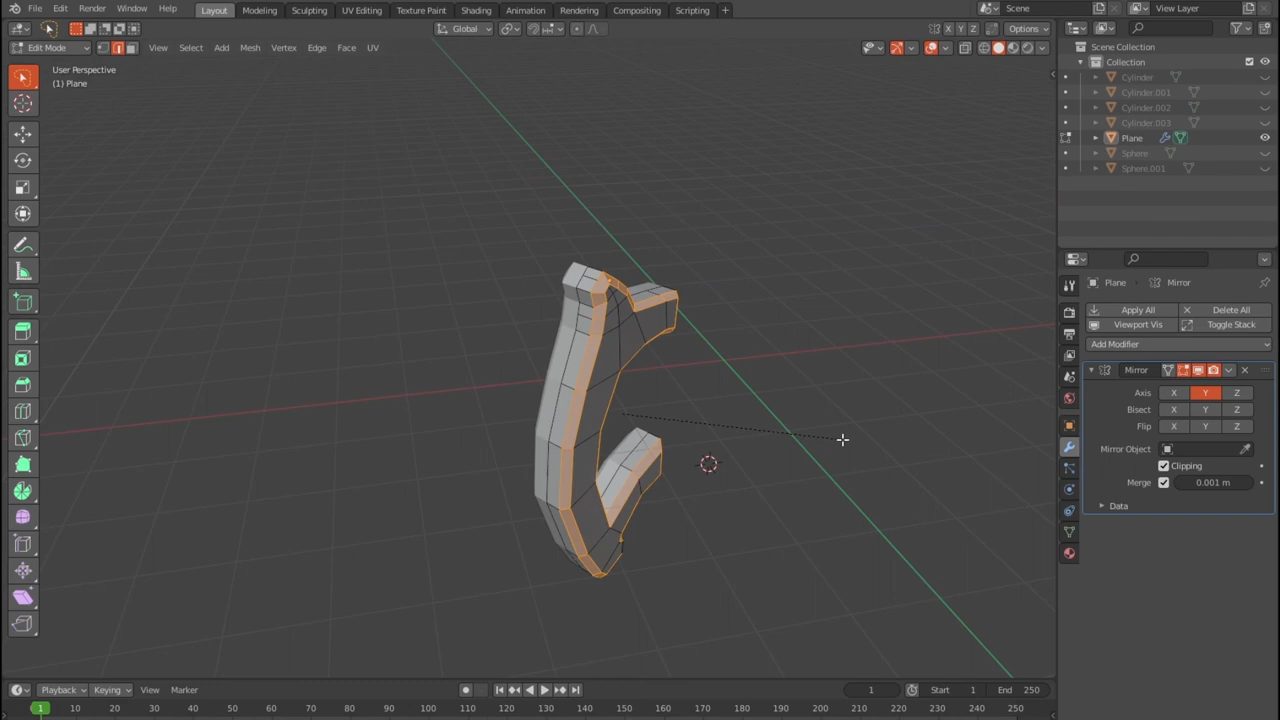 File Edit Render Window Help Layout Modeling Sculpting UV Editing Texture Paint Shading Animation Rendering Compositing Scripting + Scene View Layer
Global X Y Z Options
Edit Mode View Select Add Mesh Vertex Edge Face UV
User Perspective
(1) Plane
Scene Collection
Collection
Cylinder
Cylinder.001
Cylinder.002
Cylinder.003
Plane
Sphere
Sphere.001
Plane Mirror
Apply All Delete All
Viewport Vis Toggle Stack
Add Modifier
Mirror
Axis X Y Z
Bisect X Y Z
Flip X Y Z
Mirror Object
Clipping
Merge 0.001 m
Data
Playback Keying View Marker 1 Start 1 End 250
1 10 20 30 40 50 60 70 80 90 100 110 120 130 140 150 160 170 180 190 200 210 220 230 240 250